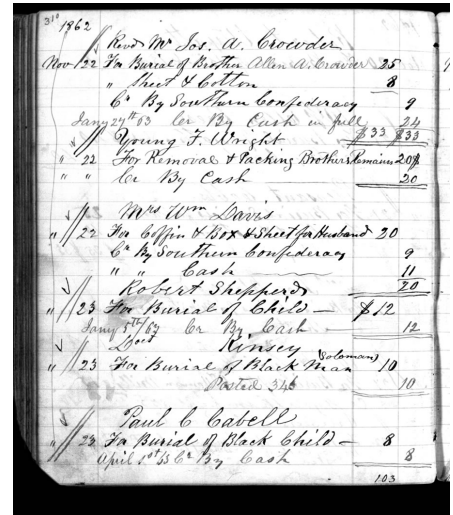 310
1862
Revd Mr Jos. A. Crowder
Nov 22 For Burial of Brother Allen A. Crowder 25
" Sheet & Cotton 8
Cr By Southern Confederacy 9
Jany 27th 63 Cr By Cash in full 24
$33 $33
Young F. Wright
" 22 For Removal & Packing Brothers Remains 20
" " Cr By Cash 20
Mrs Wm Davis
" 22 For Coffin & Box & Sheet for Husband 20
Cr By Southern Confederacy 9
" " Cash 11
20
Robert Shepperd
" 23 For Burial of Child — $12
Jany 5th 63 Cr By Cash 12
Kinsey
" 23 For Burial of Black Man (Soloman) 10
Posted 346 10
Paul C Cabell
" 23 For Burial of Black Child — 8
April 1st 63 Cr By Cash 8
103